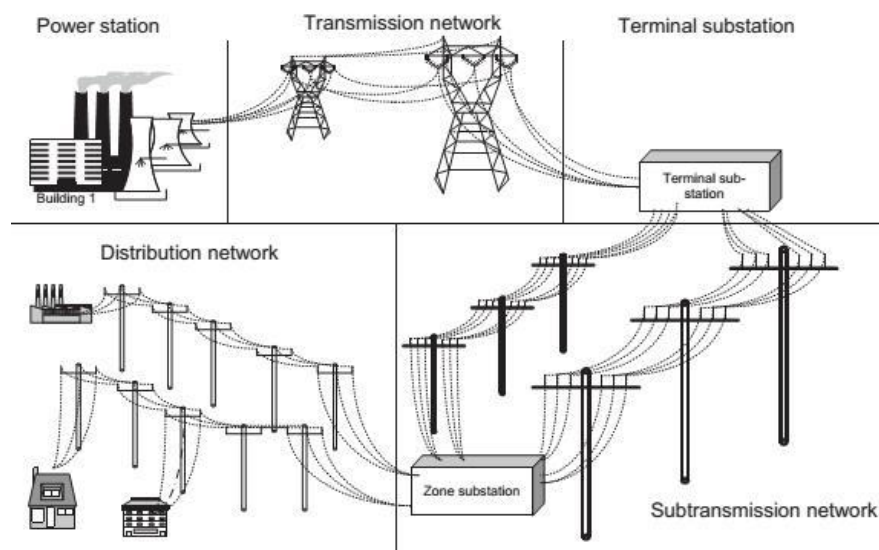 Power station
Transmission network
Terminal substation
Building 1
Terminal sub-
station
Distribution network
Zone substation
Subtransmission network